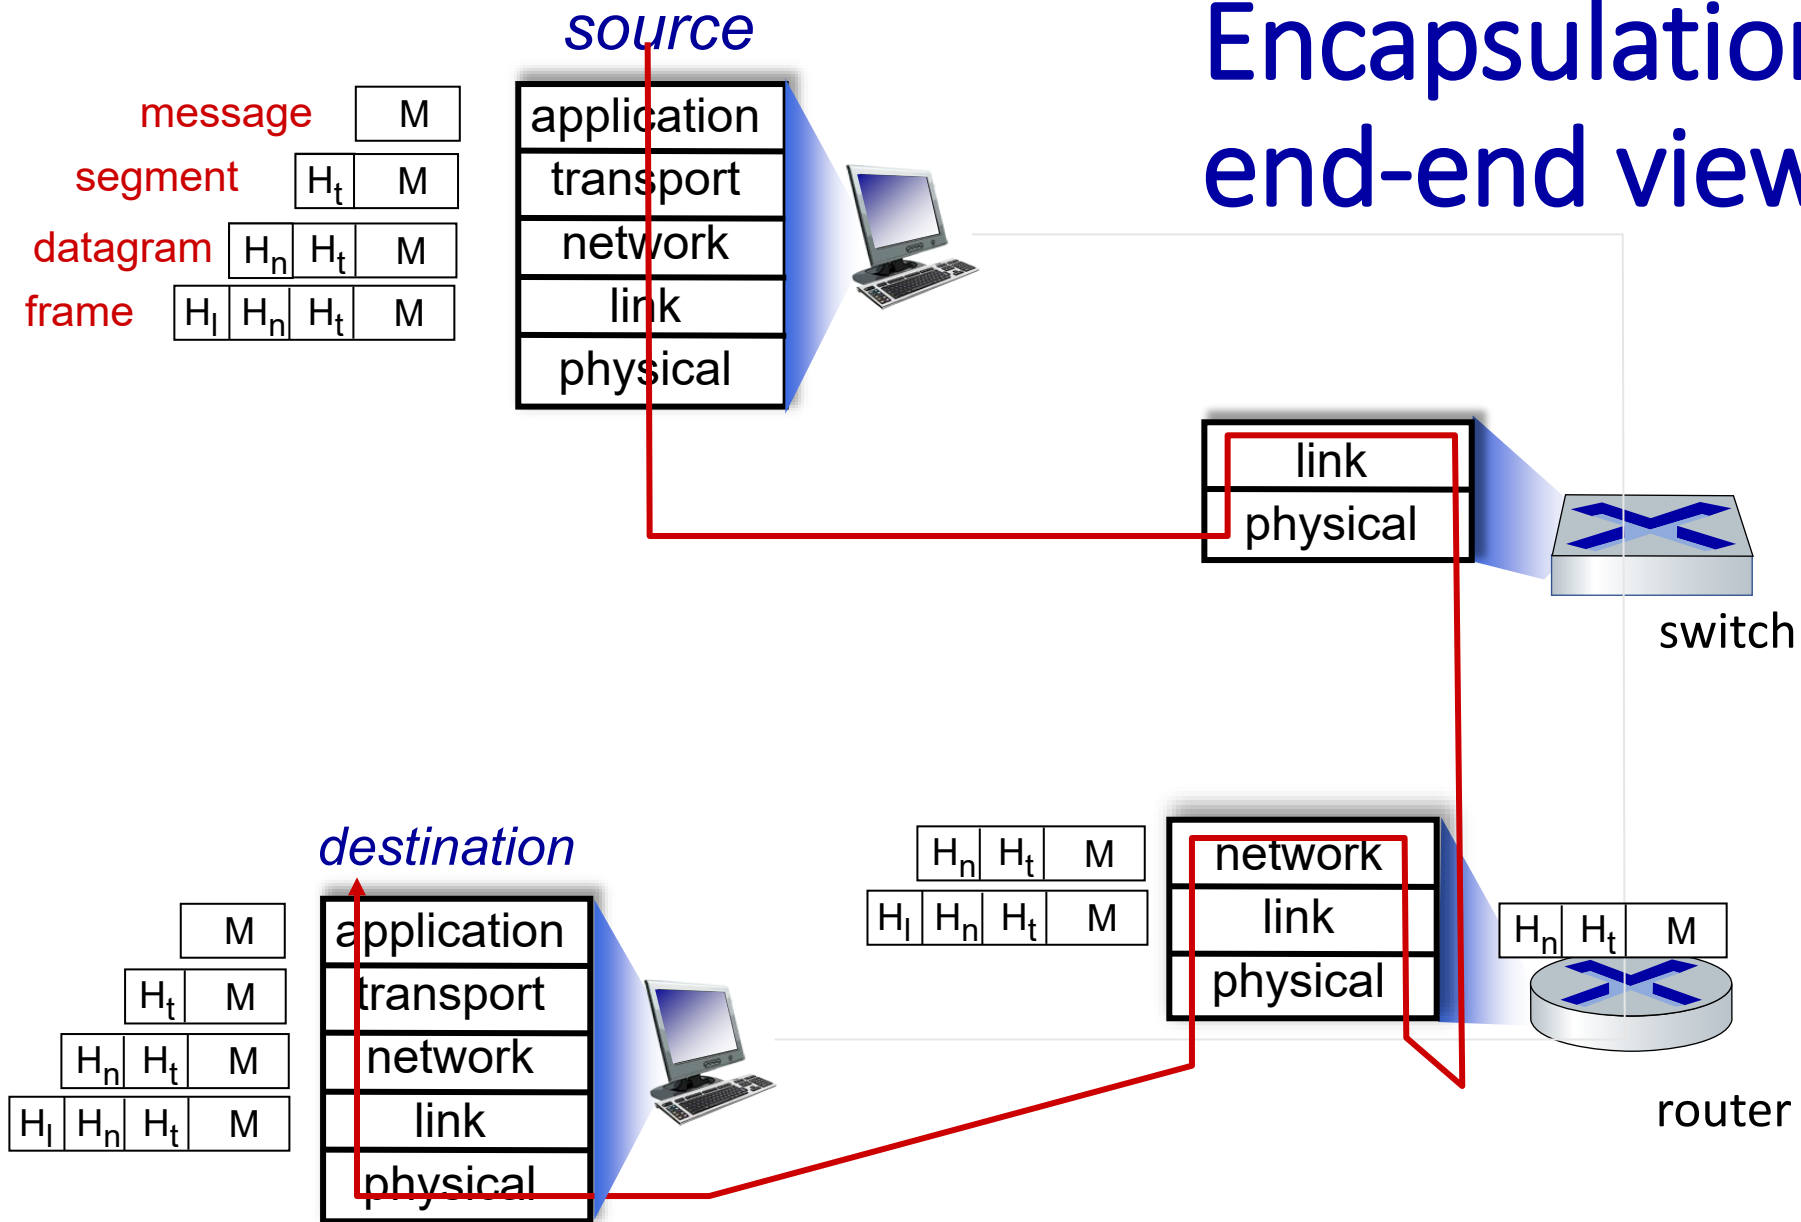 source
Encapsulation
end-end view
message M
segment Ht M
datagram Hn Ht M
frame Hl Hn Ht M
application
transport
network
link
physical
link
physical
switch
destination
M
Ht M
Hn Ht M
Hl Hn Ht M
application
transport
network
link
physical
Hn Ht M
Hl Hn Ht M
network
link
physical
Hn Ht M
router